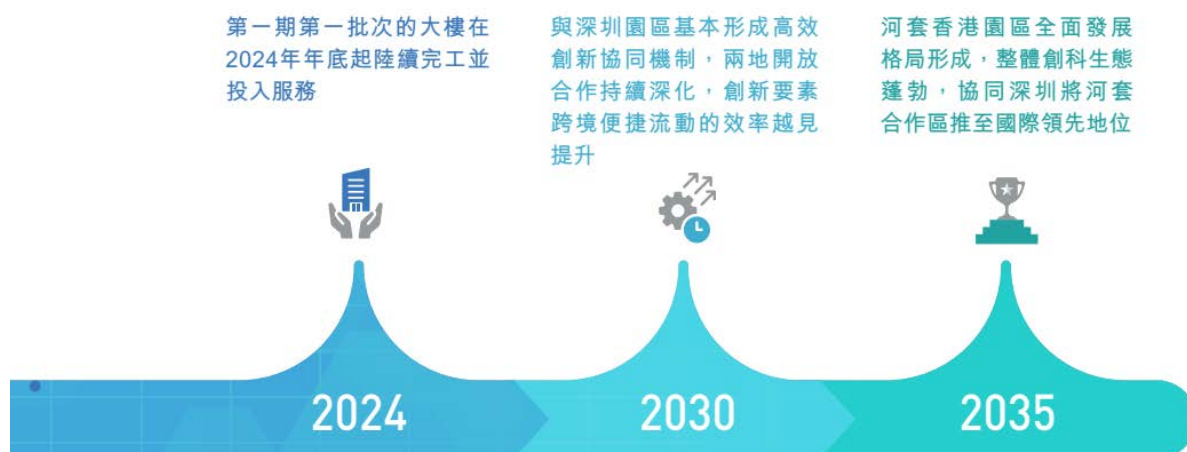 第一期第一批次的大樓在
2024年年底起陸續完工並
投入服務
與深圳園區基本形成高效
創新協同機制，兩地開放
合作持續深化，創新要素
跨境便捷流動的效率越見
提升
河套香港園區全面發展
格局形成，整體創科生態
蓬勃，協同深圳將河套
合作區推至國際領先地位
2024
2030
2035